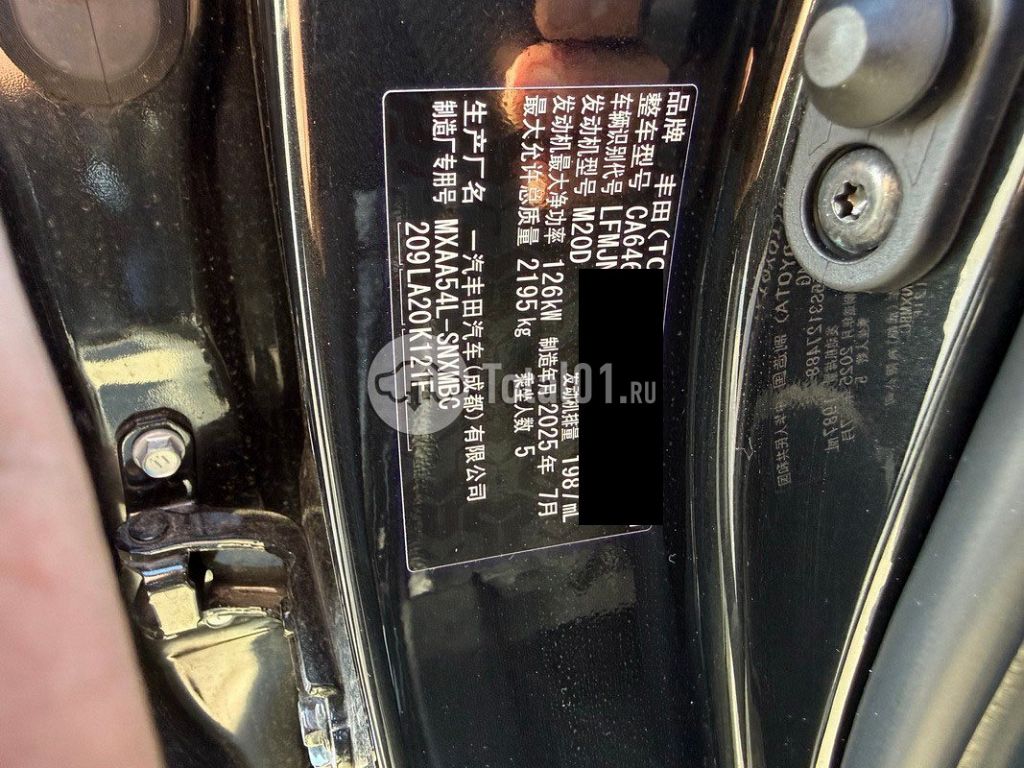 品牌 丰田(TO
整车型号 CA646
车辆识别代号 LFMJN
发动机型号 M20D 发动机排量 1987mL
发动机最大净功率 126kW 制造年月 2025年 7月
最大允许总质量 2195kg 乘坐人数 5
生产厂名 一汽丰田汽车(成都)有限公司
制造厂专用号 MXAA54L-SNXMBC
209LA20K121F
Total01.RU